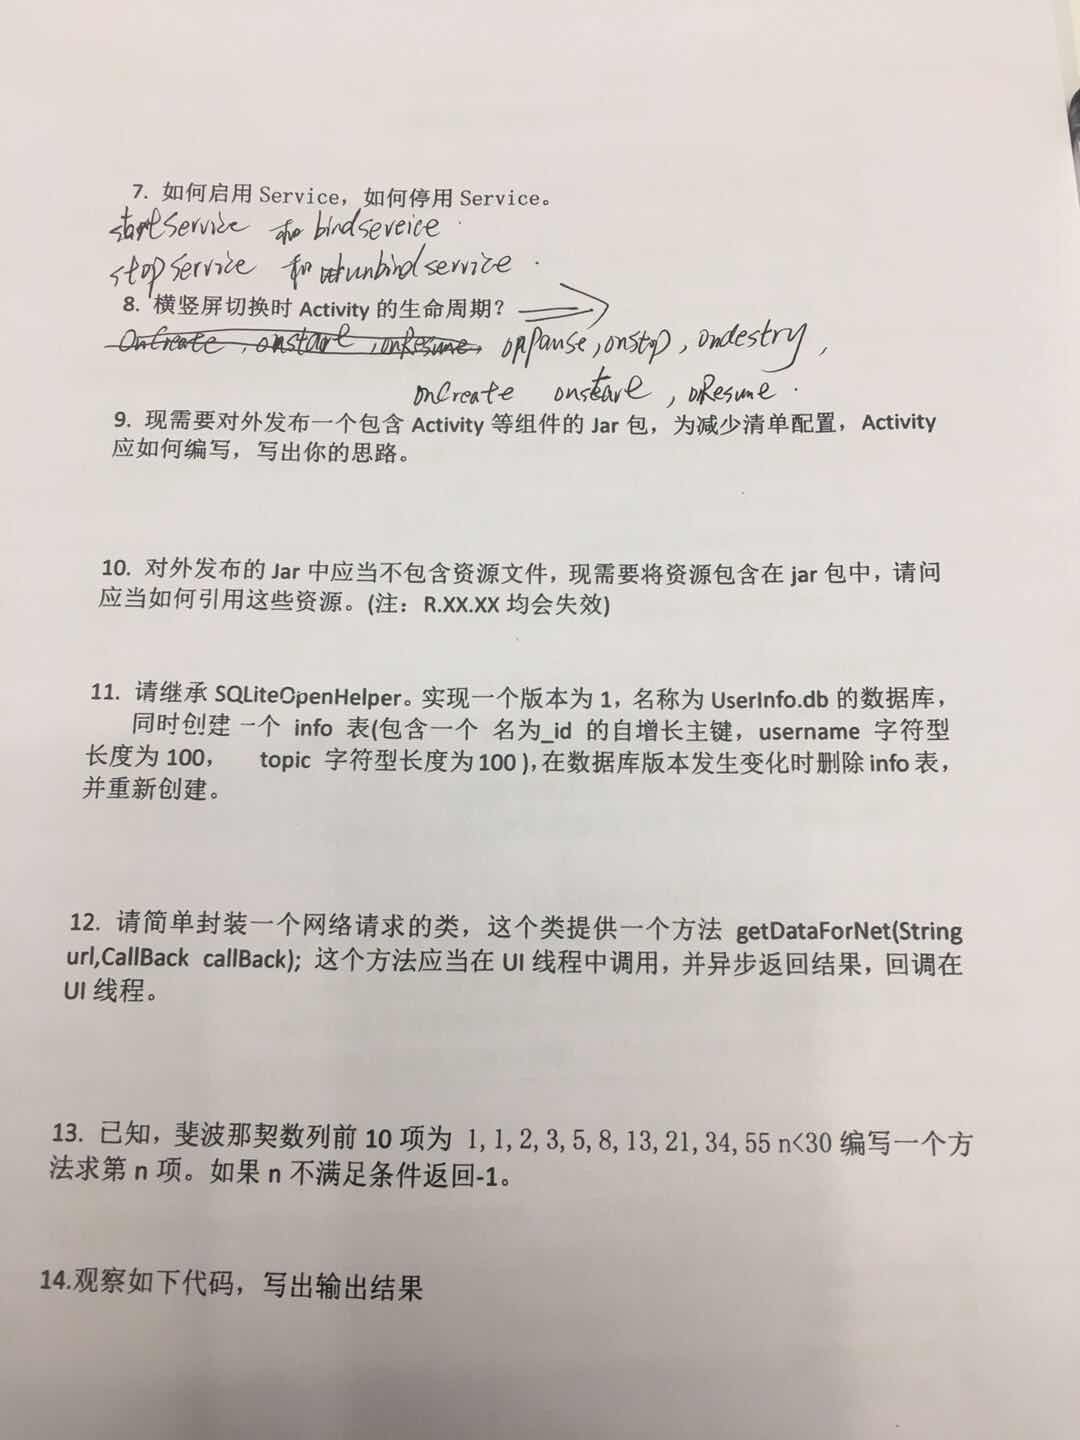 7. 如何启用 Service，如何停用 Service。
startService 和 bindsereice
stopService 和 unbindservice .
8. 横竖屏切换时 Activity 的生命周期？
OnCreate, onstart, onResume, onPause, onstop, ondestry,
onCreate onstart, onResume .
9. 现需要对外发布一个包含 Activity 等组件的 Jar 包，为减少清单配置，Activity
应如何编写，写出你的思路。
10. 对外发布的 Jar 中应当不包含资源文件，现需要将资源包含在 jar 包中，请问
应当如何引用这些资源。(注：R.XX.XX 均会失效)
11. 请继承 SQLiteOpenHelper。实现一个版本为 1，名称为 UserInfo.db 的数据库，
同时创建一个 info 表(包含一个 名为_id 的自增长主键，username 字符型
长度为 100， topic 字符型长度为 100 ),在数据库版本发生变化时删除 info 表，
并重新创建。
12. 请简单封装一个网络请求的类，这个类提供一个方法 getDataForNet(String
url,CallBack callBack); 这个方法应当在 UI 线程中调用，并异步返回结果，回调在
UI 线程。
13. 已知，斐波那契数列前 10 项为 1,1,2,3,5,8,13,21,34,55 n<30 编写一个方
法求第 n 项。如果 n 不满足条件返回-1。
14.观察如下代码，写出输出结果